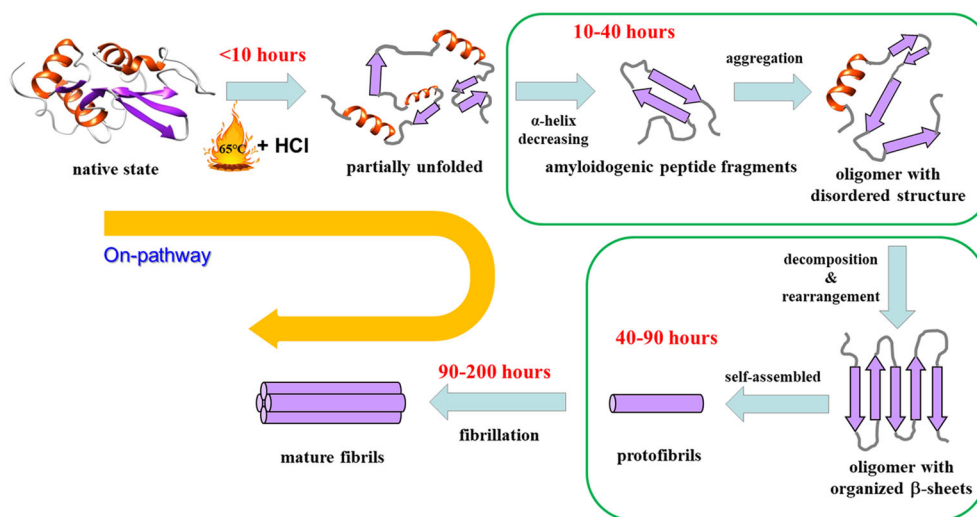 <10 hours
65°C
+ HCl
native state
partially unfolded
10-40 hours
α-helix
decreasing
amyloidogenic peptide fragments
aggregation
oligomer with
disordered structure
On-pathway
decomposition
&
rearrangement
oligomer with
organized β-sheets
self-assembled
40-90 hours
protofibrils
90-200 hours
fibrillation
mature fibrils